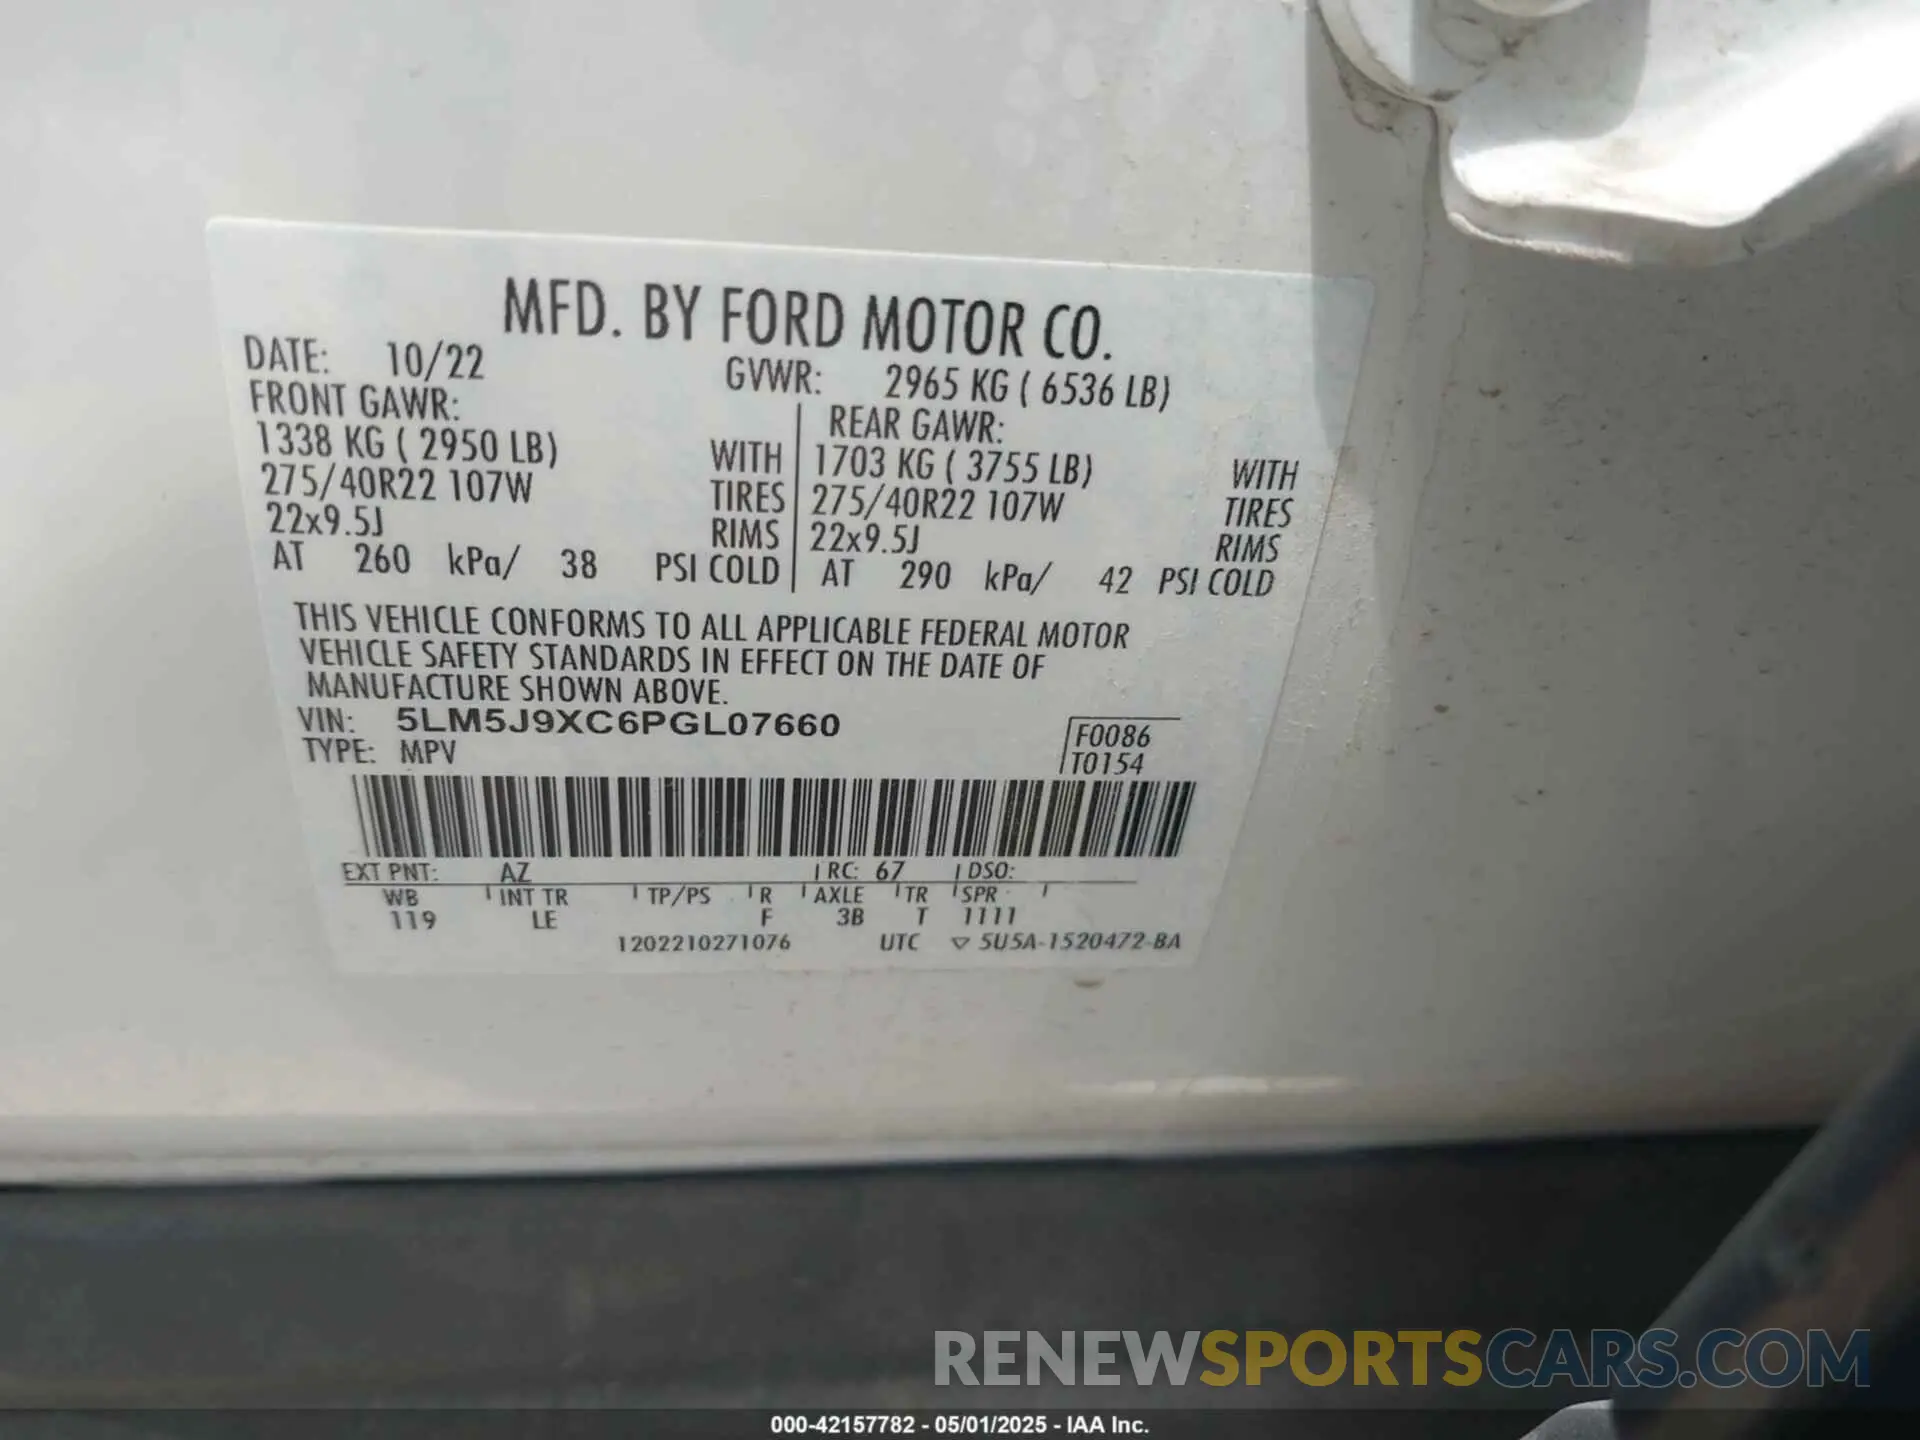 MFD. BY FORD MOTOR CO.
DATE: 10/22 GVWR: 2965 KG ( 6536 LB)
FRONT GAWR: REAR GAWR:
1338 KG ( 2950 LB) WITH 1703 KG ( 3755 LB) WITH
275/40R22 107W TIRES 275/40R22 107W TIRES
22x9.5J RIMS 22x9.5J RIMS
AT 260 kPa/ 38 PSI COLD AT 290 kPa/ 42 PSI COLD
THIS VEHICLE CONFORMS TO ALL APPLICABLE FEDERAL MOTOR
VEHICLE SAFETY STANDARDS IN EFFECT ON THE DATE OF
MANUFACTURE SHOWN ABOVE.
VIN: 5LM5J9XC6PGL07660 F0086
TYPE: MPV T0154
EXT PNT: AZ RC: 67 DSO:
WB INT TR TP/PS R AXLE TR SPR
119 LE F 3B T 1111
1202210271076 UTC ▽ 5U5A-1520472-BA
RENEWSPORTSCARS.COM
000-42157782 - 05/01/2025 - IAA Inc.